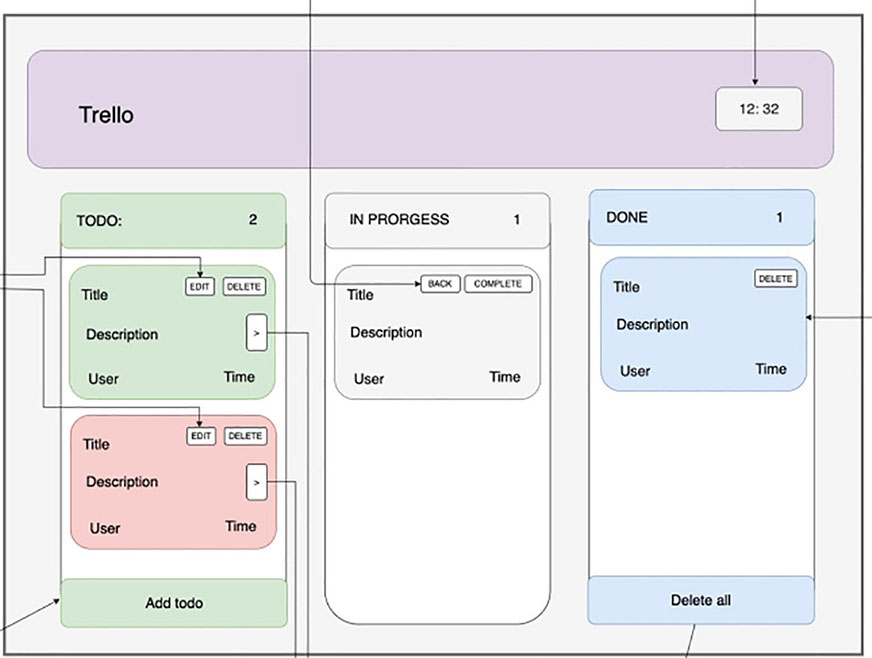 Trello
12: 32
TODO: 2
Title EDIT DELETE
Description >
User Time
Title EDIT DELETE
Description >
User Time
Add todo
IN PRORGESS 1
Title BACK COMPLETE
Description
User Time
DONE 1
Title DELETE
Description
User Time
Delete all